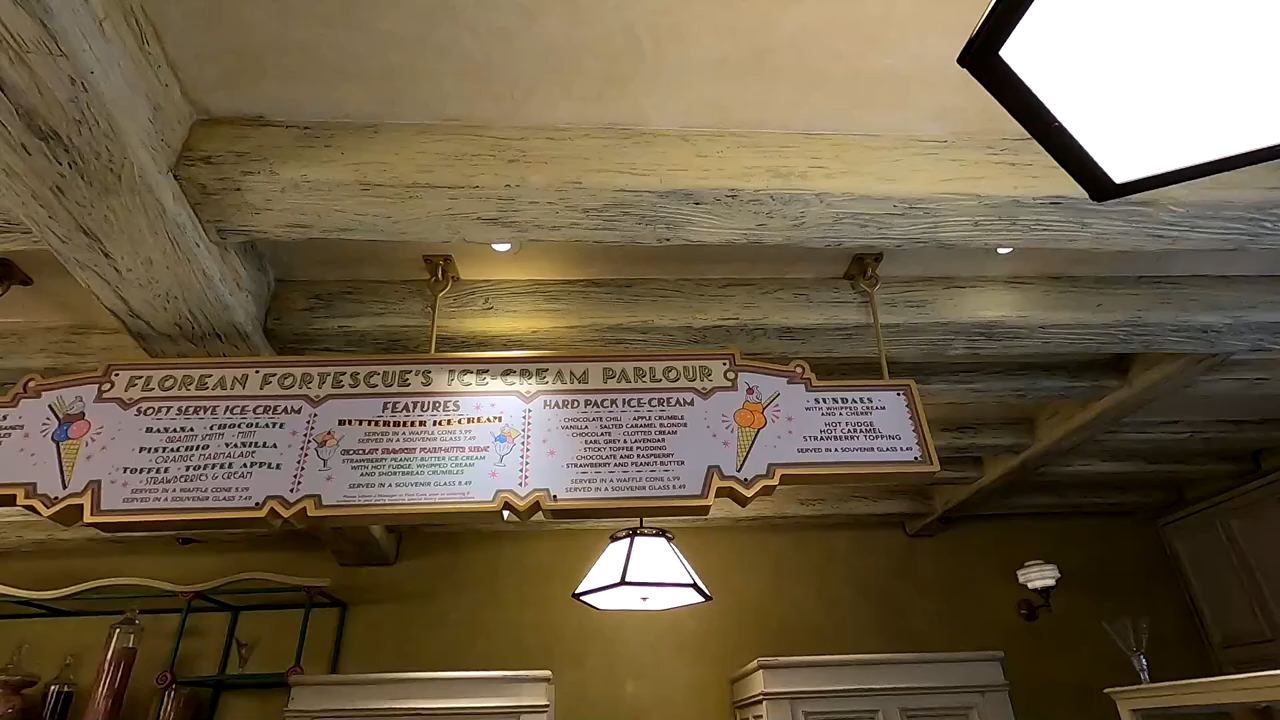 FLOREAN FORTESCUE'S ICE-CREAM PARLOUR
SOFT SERVE ICE-CREAM
BANANA · CHOCOLATE
GRANNY SMITH · MINT
PISTACHIO · VANILLA
ORANGE MARMALADE
TOFFEE · TOFFEE APPLE
STRAWBERRIES & CREAM
SERVED IN A WAFFLE CONE 5.99
SERVED IN A SOUVENIR GLASS 7.49
FEATURES
BUTTERBEER ICE-CREAM
SERVED IN A WAFFLE CONE 5.99
SERVED IN A SOUVENIR GLASS 7.49
CHOCOLATE STRAWBERRY PEANUT-BUTTER SUNDAE
STRAWBERRY PEANUT-BUTTER ICE-CREAM
WITH HOT FUDGE, WHIPPED CREAM
AND SHORTBREAD CRUMBLES
SERVED IN A SOUVENIR GLASS 8.49
HARD PACK ICE-CREAM
· CHOCOLATE CHILI · APPLE CRUMBLE
VANILLA · SALTED CARAMEL BLONDIE
· CHOCOLATE · CLOTTED CREAM
· EARL GREY & LAVENDAR
· STICKY TOFFEE PUDDING
· CHOCOLATE AND RASPBERRY
· STRAWBERRY AND PEANUT-BUTTER
SERVED IN A WAFFLE CONE 6.99
SERVED IN A SOUVENIR GLASS 8.49
· SUNDAES ·
WITH WHIPPED CREAM
AND A CHERRY
HOT FUDGE
HOT CARAMEL
STRAWBERRY TOPPING
SERVED IN A SOUVENIR GLASS 8.49